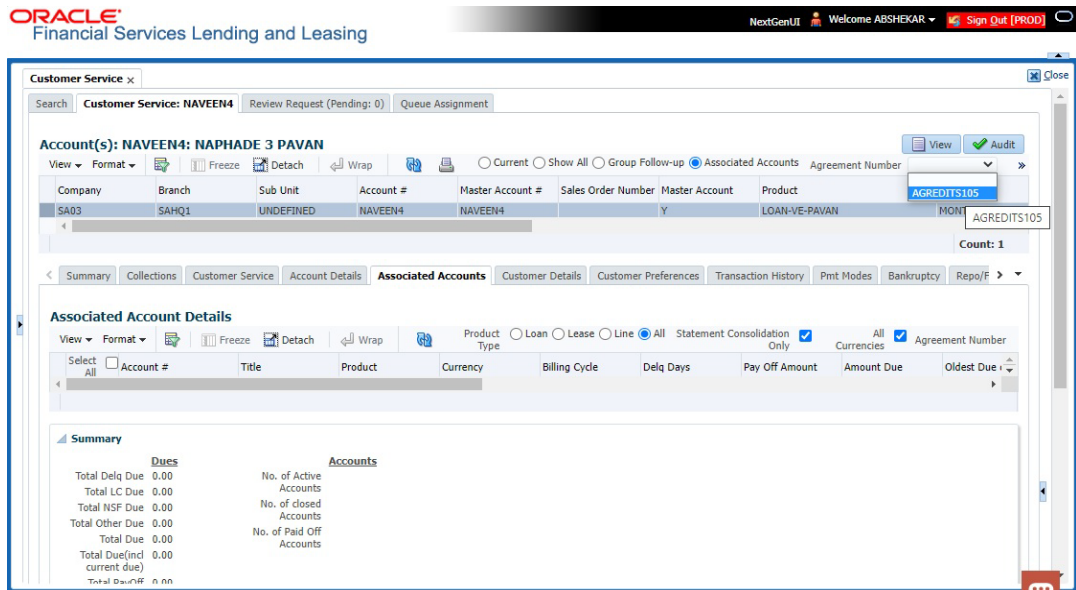 ORACLE
Financial Services Lending and Leasing
NextGenUI Welcome ABSHEKAR Sign Out [PROD]
Customer Service x
Close
Search Customer Service: NAVEEN4 Review Request (Pending: 0) Queue Assignment
Account(s): NAVEEN4: NAPHADE 3 PAVAN
View Audit
View Format Freeze Detach Wrap Current Show All Group Follow-up Associated Accounts Agreement Number
Company Branch Sub Unit Account # Master Account # Sales Order Number Master Account Product
AGREDITS105
SA03 SAHQ1 UNDEFINED NAVEEN4 NAVEEN4 Y LOAN-VE-PAVAN MONT
AGREDITS105
Count: 1
Summary Collections Customer Service Account Details Associated Accounts Customer Details Customer Preferences Transaction History Pmt Modes Bankruptcy Repo/F
Associated Account Details
View Format Freeze Detach Wrap Product Type Loan Lease Line All Statement Consolidation Only All Currencies Agreement Number
Select All Account # Title Product Currency Billing Cycle Delq Days Pay Off Amount Amount Due Oldest Due
Summary
Dues Accounts
Total Delq Due 0.00 No. of Active Accounts
Total LC Due 0.00
Total NSF Due 0.00 No. of closed Accounts
Total Other Due 0.00
Total Due 0.00 No. of Paid Off Accounts
Total Due(incl current due) 0.00
Total PayOff 0.00